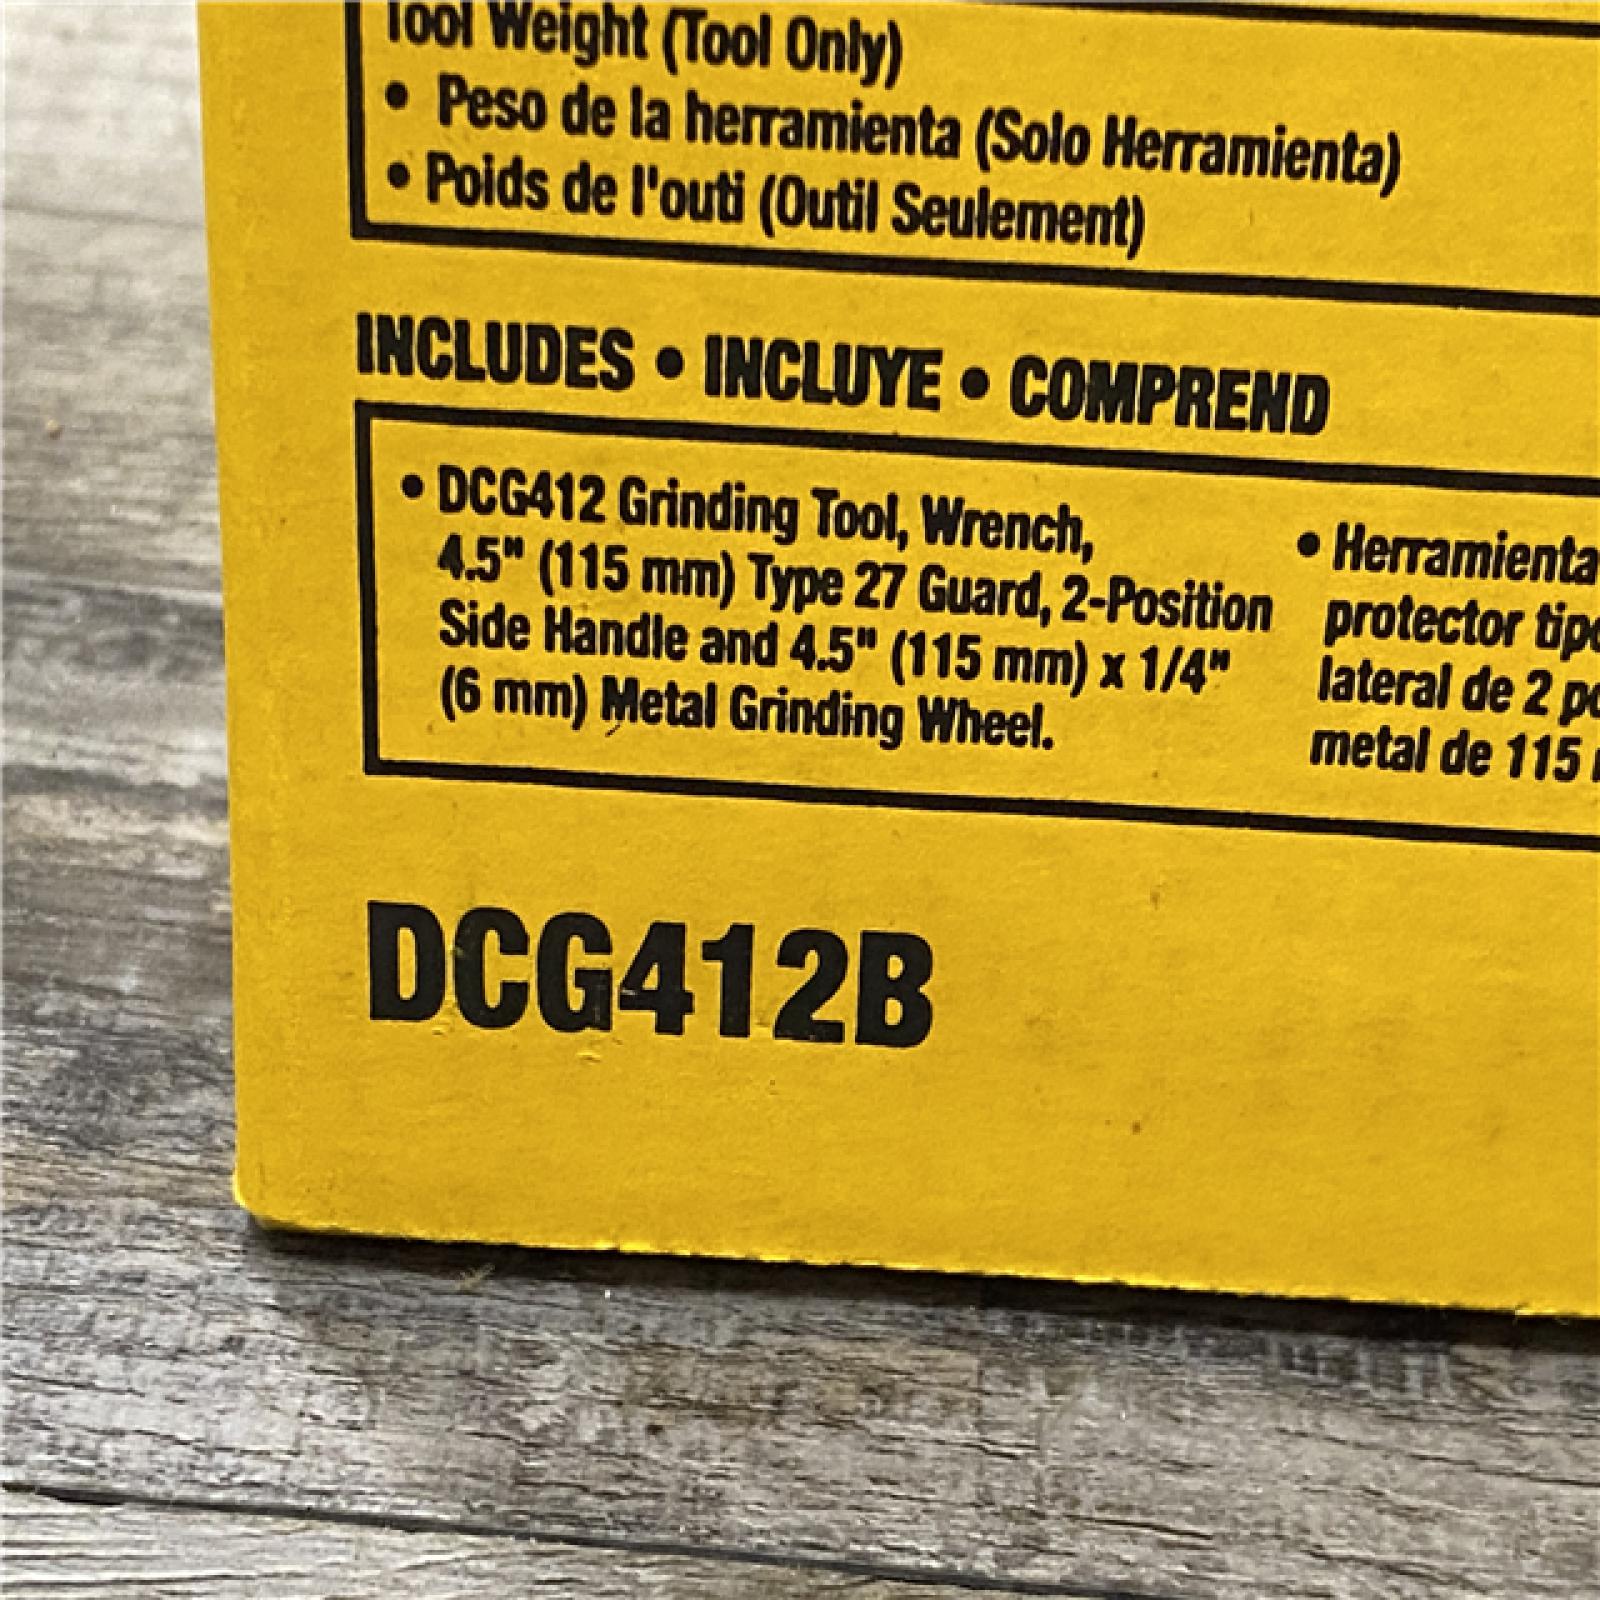 Tool Weight (Tool Only)
• Peso de la herramienta (Solo Herramienta)
• Poids de l'outi (Outil Seulement)
INCLUDES • INCLUYE • COMPREND
• DCG412 Grinding Tool, Wrench,
4.5" (115 mm) Type 27 Guard, 2-Position
Side Handle and 4.5" (115 mm) x 1/4"
(6 mm) Metal Grinding Wheel.
• Herramienta
protector
lateral de 2
metal de 115
DCG412B